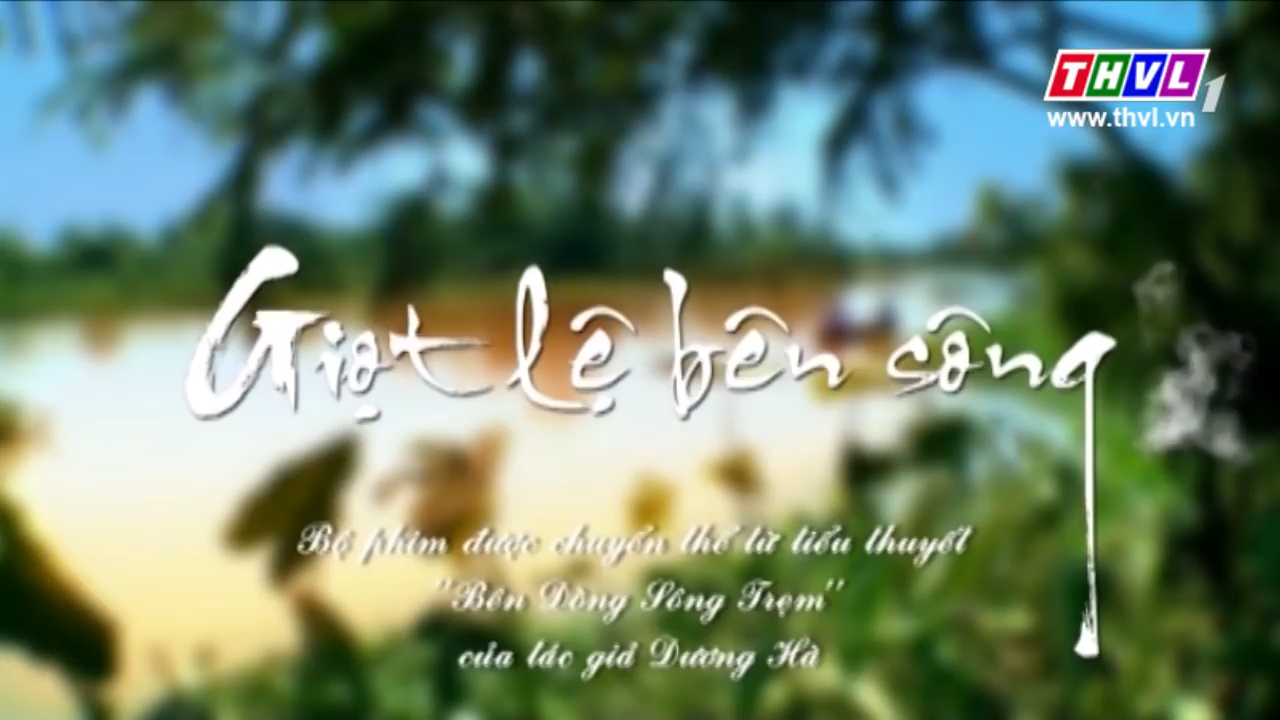 THVL1
www.thvl.vn
Giọt lệ bên sông
Bộ phim được chuyển thể từ tiểu thuyết
"Bên Dòng Sông Trẹm"
của tác giả Dương Hà